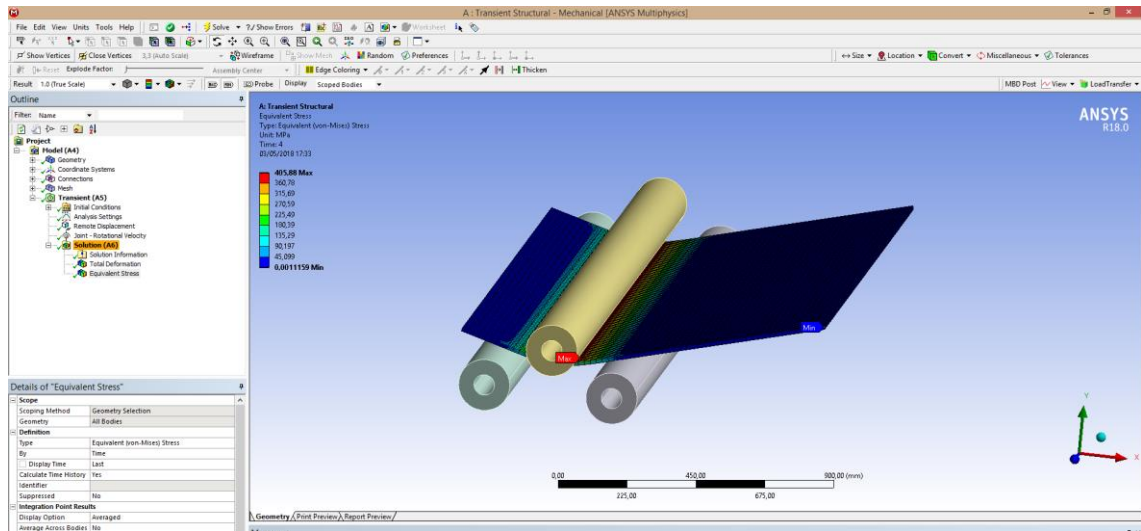 A : Transient Structural - Mechanical [ANSYS Multiphysics]
File Edit View Units Tools Help Solve ?/ Show Errors Worksheet
Show Vertices Close Vertices 3,3 (Auto Scale) Wireframe Show Mesh Random Preferences Size Location Convert Miscellaneous Tolerances
Reset Explode Factor: Assembly Center Edge Coloring Thicken
Result 1.0 (True Scale) Probe Display Scoped Bodies MBD Post View LoadTransfer
Outline
Filter: Name
Project
Model (A4)
Geometry
Coordinate Systems
Connections
Mesh
Transient (A5)
Initial Conditions
Analysis Settings
Remote Displacement
Joint - Rotational Velocity
Solution (A6)
Solution Information
Total Deformation
Equivalent Stress
Details of "Equivalent Stress"
Scope
Scoping Method Geometry Selection
Geometry All Bodies
Definition
Type Equivalent (von-Mises) Stress
By Time
Display Time Last
Calculate Time History Yes
Identifier
Suppressed No
Integration Point Results
Display Option Averaged
Average Across Bodies No
A: Transient Structural
Equivalent Stress
Type: Equivalent (von-Mises) Stress
Unit: MPa
Time: 4
03/05/2018 17:33
405,88 Max
360,78
315,69
270,59
225,49
180,39
135,29
90,197
45,099
0,0011159 Min
ANSYS
R18.0
Min
Max
Y
X
0,00 450,00 900,00 (mm)
225,00 675,00
Geometry Print Preview Report Preview